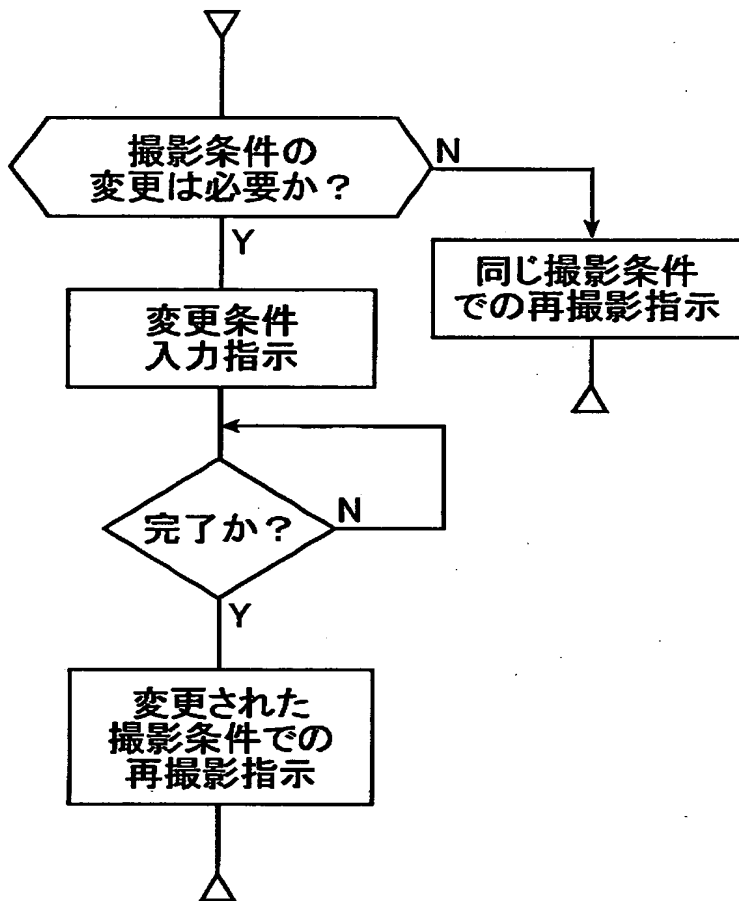 撮影条件の
変更は必要か？
N
Y
同じ撮影条件
での再撮影指示
変更条件
入力指示
完了か？
N
Y
変更された
撮影条件での
再撮影指示